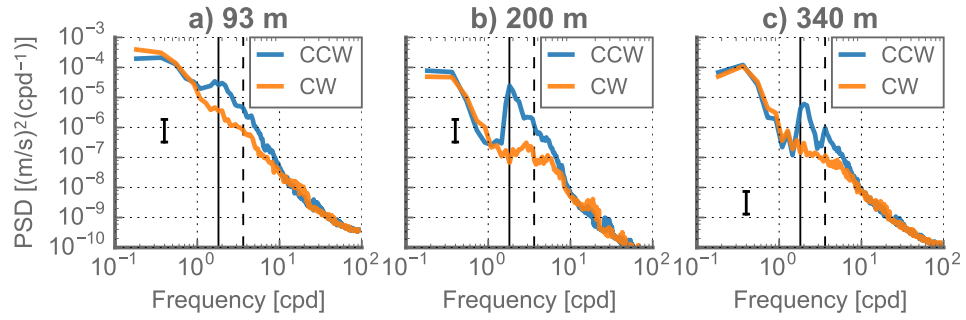 a) 93 m
b) 200 m
c) 340 m
PSD [(m/s)²(cpd⁻¹)]
10⁻³
10⁻⁴
10⁻⁵
10⁻⁶
10⁻⁷
10⁻⁸
10⁻⁹
10⁻¹⁰
CCW
CW
CCW
CW
CCW
CW
10⁻¹ 10⁰ 10¹ 10²
10⁻¹ 10⁰ 10¹ 10²
10⁻¹ 10⁰ 10¹ 10²
Frequency [cpd]
Frequency [cpd]
Frequency [cpd]